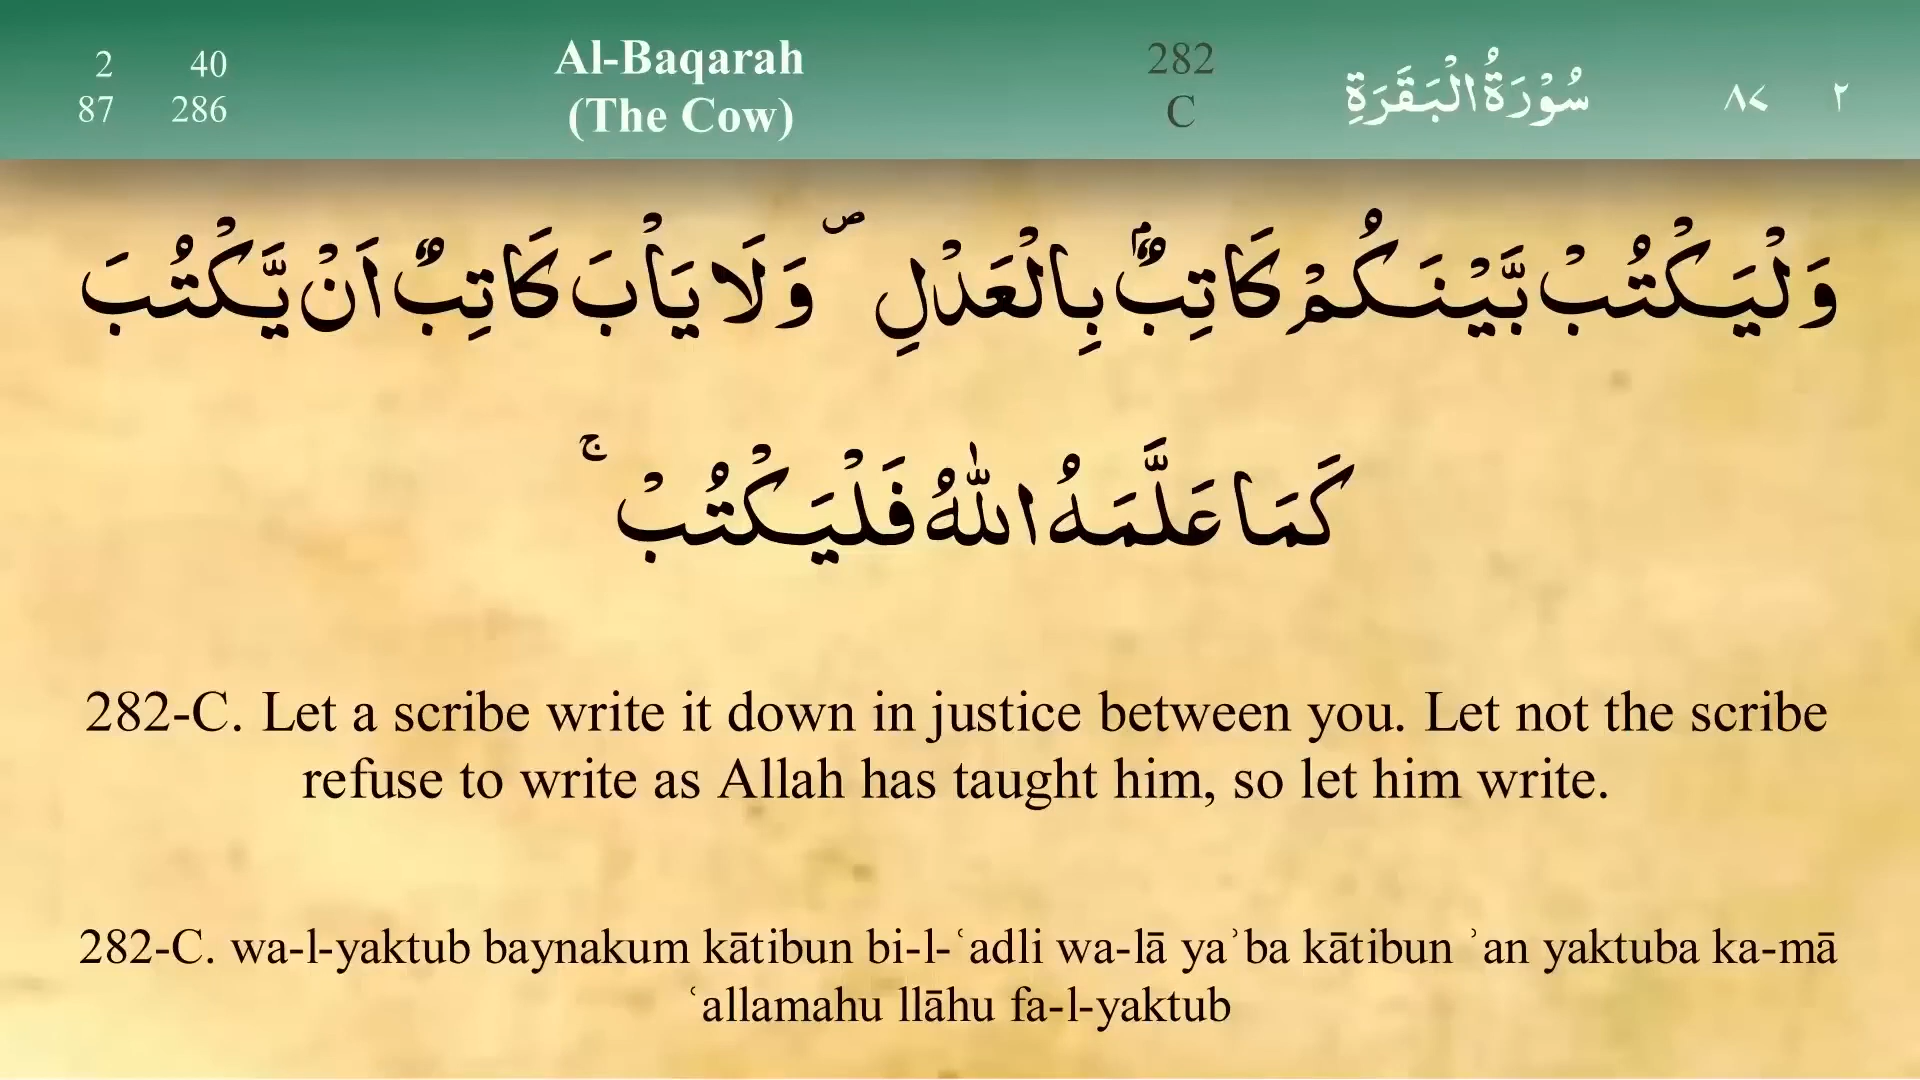 2 40
87 286
Al-Baqarah
(The Cow)
282
C
سُوْرَةُ الْبَقَرَةِ
٨٧ ٢
وَلْيَكْتُبْ بَّيْنَكُمْ كَاتِبٌۢ بِالْعَدْلِ ۖ وَلَا يَاْبَ كَاتِبٌ اَنْ يَّكْتُبَ
كَمَا عَلَّمَهُ اللّٰهُ فَلْيَكْتُبْ ۚ
282-C. Let a scribe write it down in justice between you. Let not the scribe
refuse to write as Allah has taught him, so let him write.
282-C. wa-l-yaktub baynakum kātibun bi-l-ʿadli wa-lā yaʾba kātibun ʾan yaktuba ka-mā
ʿallamahu llāhu fa-l-yaktub